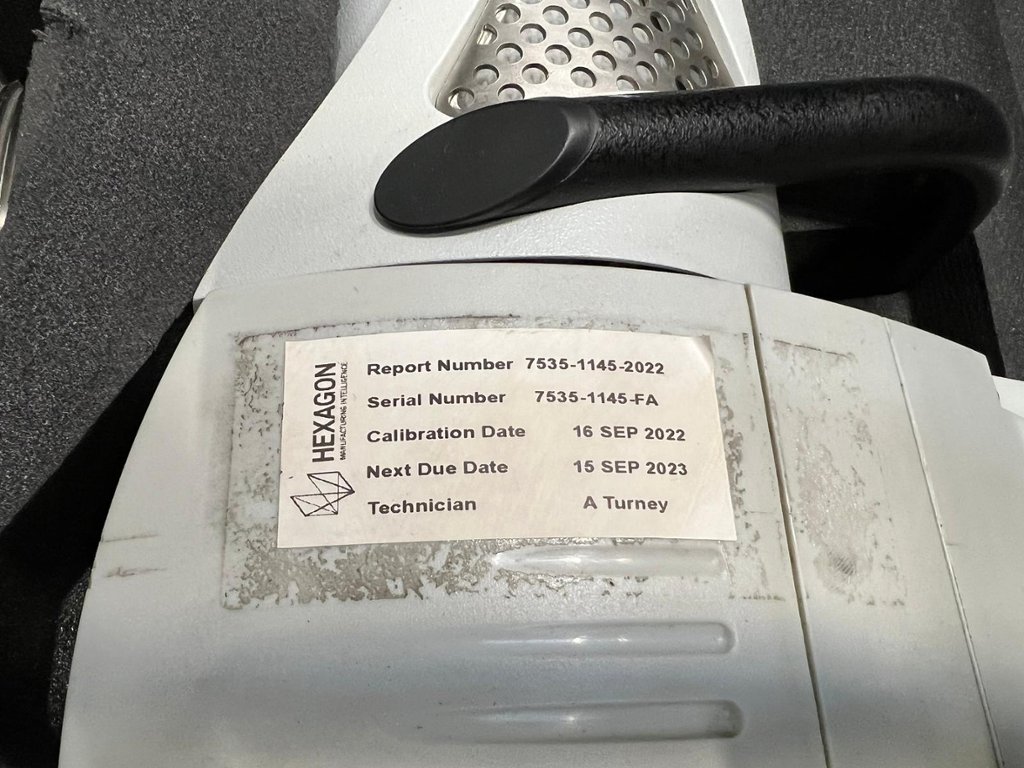 HEXAGON
MANUFACTURING INTELLIGENCE
Report Number 7535-1145-2022
Serial Number 7535-1145-FA
Calibration Date 16 SEP 2022
Next Due Date 15 SEP 2023
Technician A Turney